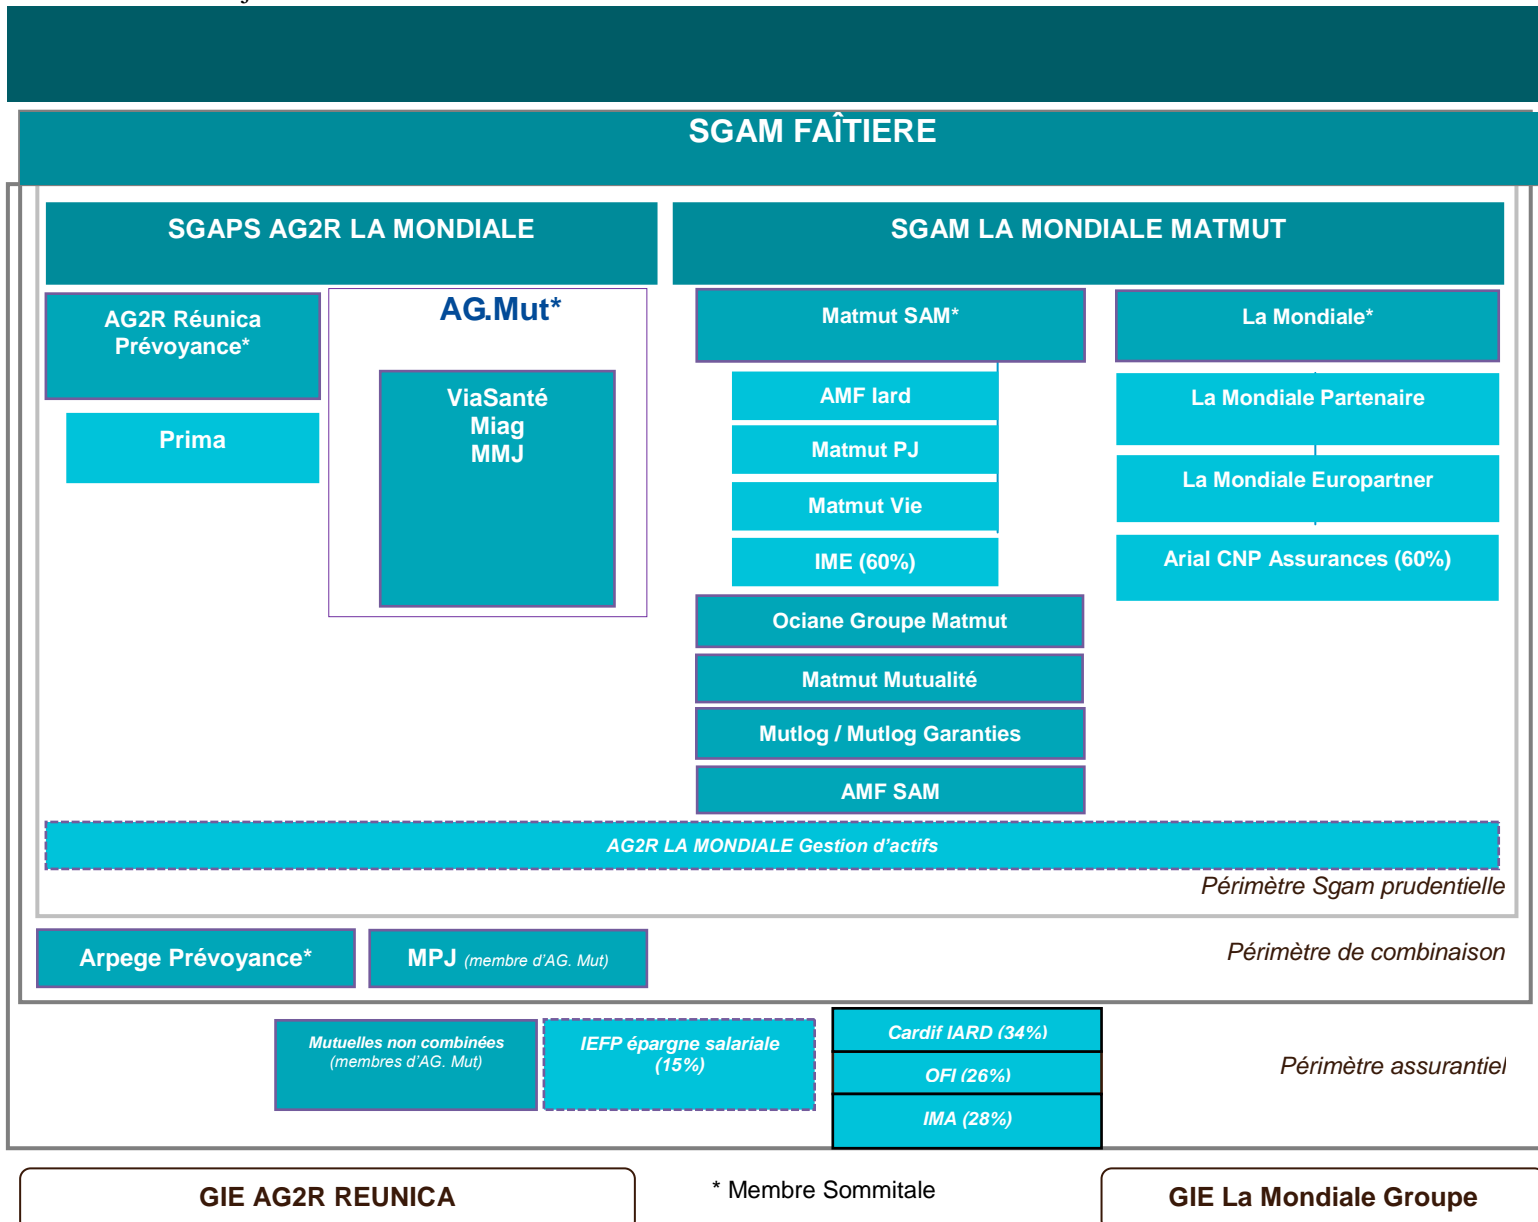 SGAM FAÎTIERE
SGAPS AG2R LA MONDIALE
SGAM LA MONDIALE MATMUT
AG2R Réunica
Prévoyance*
Prima
AG.Mut*
ViaSanté
Miag
MMJ
Matmut SAM*
AMF Iard
Matmut PJ
Matmut Vie
IME (60%)
Ociane Groupe Matmut
Matmut Mutualité
Mutlog / Mutlog Garanties
AMF SAM
La Mondiale*
La Mondiale Partenaire
La Mondiale Europartner
Arial CNP Assurances (60%)
AG2R LA MONDIALE Gestion d'actifs
Périmètre Sgam prudentielle
Arpege Prévoyance*
MPJ (membre d'AG. Mut)
Périmètre de combinaison
Mutuelles non combinées
(membres d'AG. Mut)
IEFP épargne salariale
(15%)
Cardif IARD (34%)
OFI (26%)
IMA (28%)
Périmètre assurantiel
GIE AG2R REUNICA
* Membre Sommitale
GIE La Mondiale Groupe